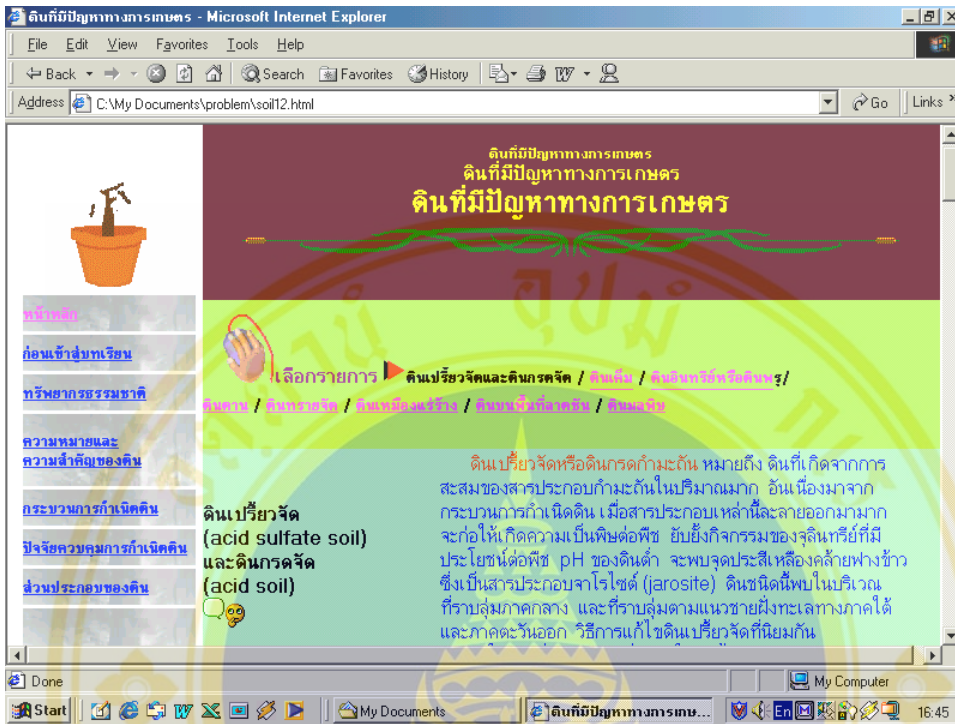 ดินที่มีปัญหาทางการเกษตร - Microsoft Internet Explorer
File Edit View Favorites Tools Help
Back Search Favorites History
Address C:\My Documents\problem\soil12.html Go Links
ดินที่มีปัญหาทางการเกษตร
ดินที่มีปัญหาทางการเกษตร
ดินที่มีปัญหาทางการเกษตร
หน้าหลัก
ก่อนเข้าสู่บทเรียน
ทรัพยากรธรรมชาติ
ความหมายและ
ความสำคัญของดิน
กระบวนการกำเนิดดิน
ปัจจัยควบคุมการกำเนิดดิน
ส่วนประกอบของดิน
เลือกรายการ ดินเปรี้ยวจัดและดินกรดจัด / ดินเค็ม / ดินอินทรีย์หรือดินพรุ/
ดินดาน / ดินทรายจัด / ดินเหมืองแร่ร้าง / ดินบนพื้นที่ลาดชัน / ดินมลพิษ
ดินเปรี้ยวจัด
(acid sulfate soil)
และดินกรดจัด
(acid soil)
ดินเปรี้ยวจัดหรือดินกรดกำมะถัน หมายถึง ดินที่เกิดจากการ
สะสมของสารประกอบกำมะถันในปริมาณมาก อันเนื่องมาจาก
กระบวนการกำเนิดดิน เมื่อสารประกอบเหล่านี้ละลายออกมามาก
จะก่อให้เกิดความเป็นพิษต่อพืช ยับยั้งกิจกรรมของจุลินทรีย์ที่มี
ประโยชน์ต่อพืช pH ของดินต่ำ จะพบจุดประสีเหลืองคล้ายฟางข้าว
ซึ่งเป็นสารประกอบจาโรไซต์ (jarosite) ดินชนิดนี้พบในบริเวณ
ที่ราบลุ่มภาคกลาง และที่ราบลุ่มตามแนวชายฝั่งทะเลทางภาคใต้
และภาคตะวันออก วิธีการแก้ไขดินเปรี้ยวจัดที่นิยมกัน
Done My Computer
Start My Documents ดินที่มีปัญหาทางการเกษ... En 16:45